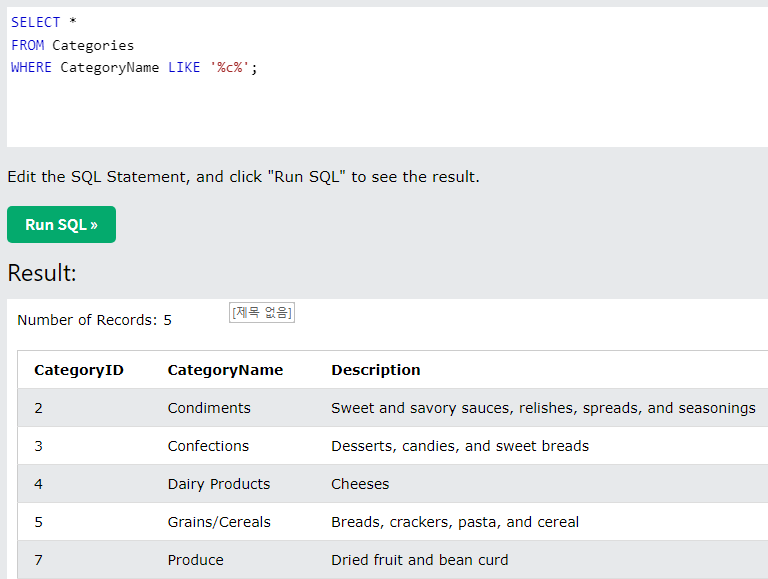 SELECT *
FROM Categories
WHERE CategoryName LIKE '%c%';
Edit the SQL Statement, and click "Run SQL" to see the result.
Run SQL »
Result:
Number of Records: 5
[제목 없음]
CategoryID CategoryName Description
2 Condiments Sweet and savory sauces, relishes, spreads, and seasonings
3 Confections Desserts, candies, and sweet breads
4 Dairy Products Cheeses
5 Grains/Cereals Breads, crackers, pasta, and cereal
7 Produce Dried fruit and bean curd